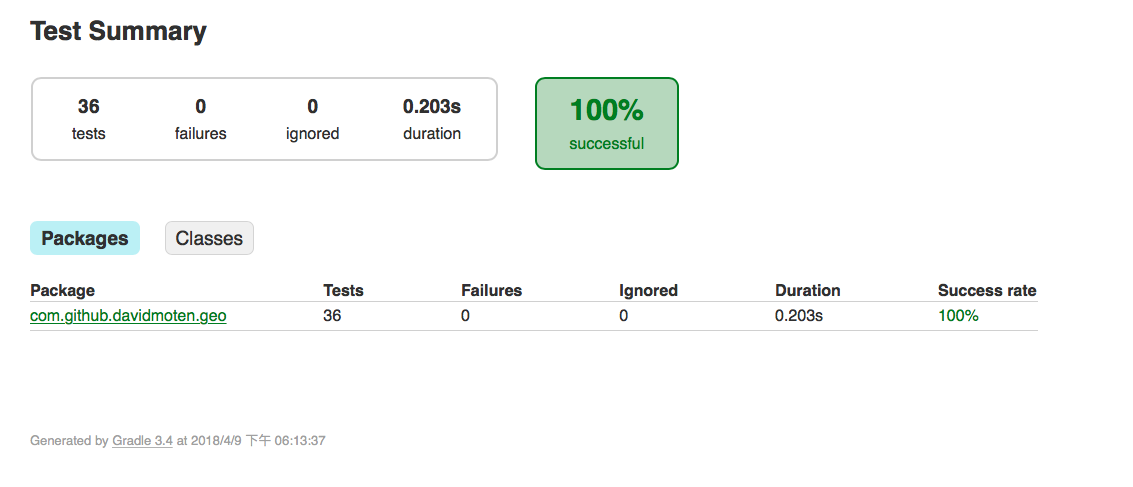 Test Summary
36 0 0 0.203s
tests failures ignored duration
100%
successful
Packages Classes
Package Tests Failures Ignored Duration Success rate
com.github.davidmoten.geo 36 0 0 0.203s 100%
Generated by Gradle 3.4 at 2018/4/9 下午 06:13:37